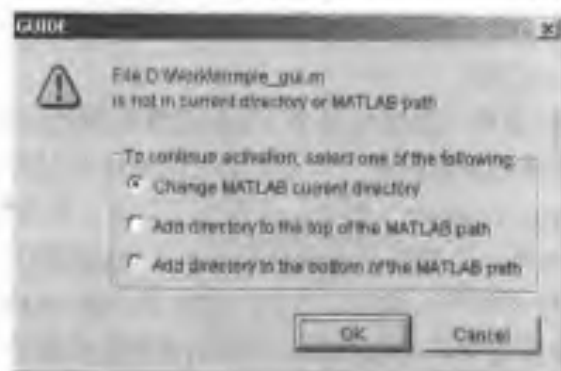 GUIDE
File
is not in current directory or MATLAB path
To continue activation, select one of the following:
Change MATLAB current directory
Add directory to the top of the MATLAB path
Add directory to the bottom of the MATLAB path
OK
Cancel